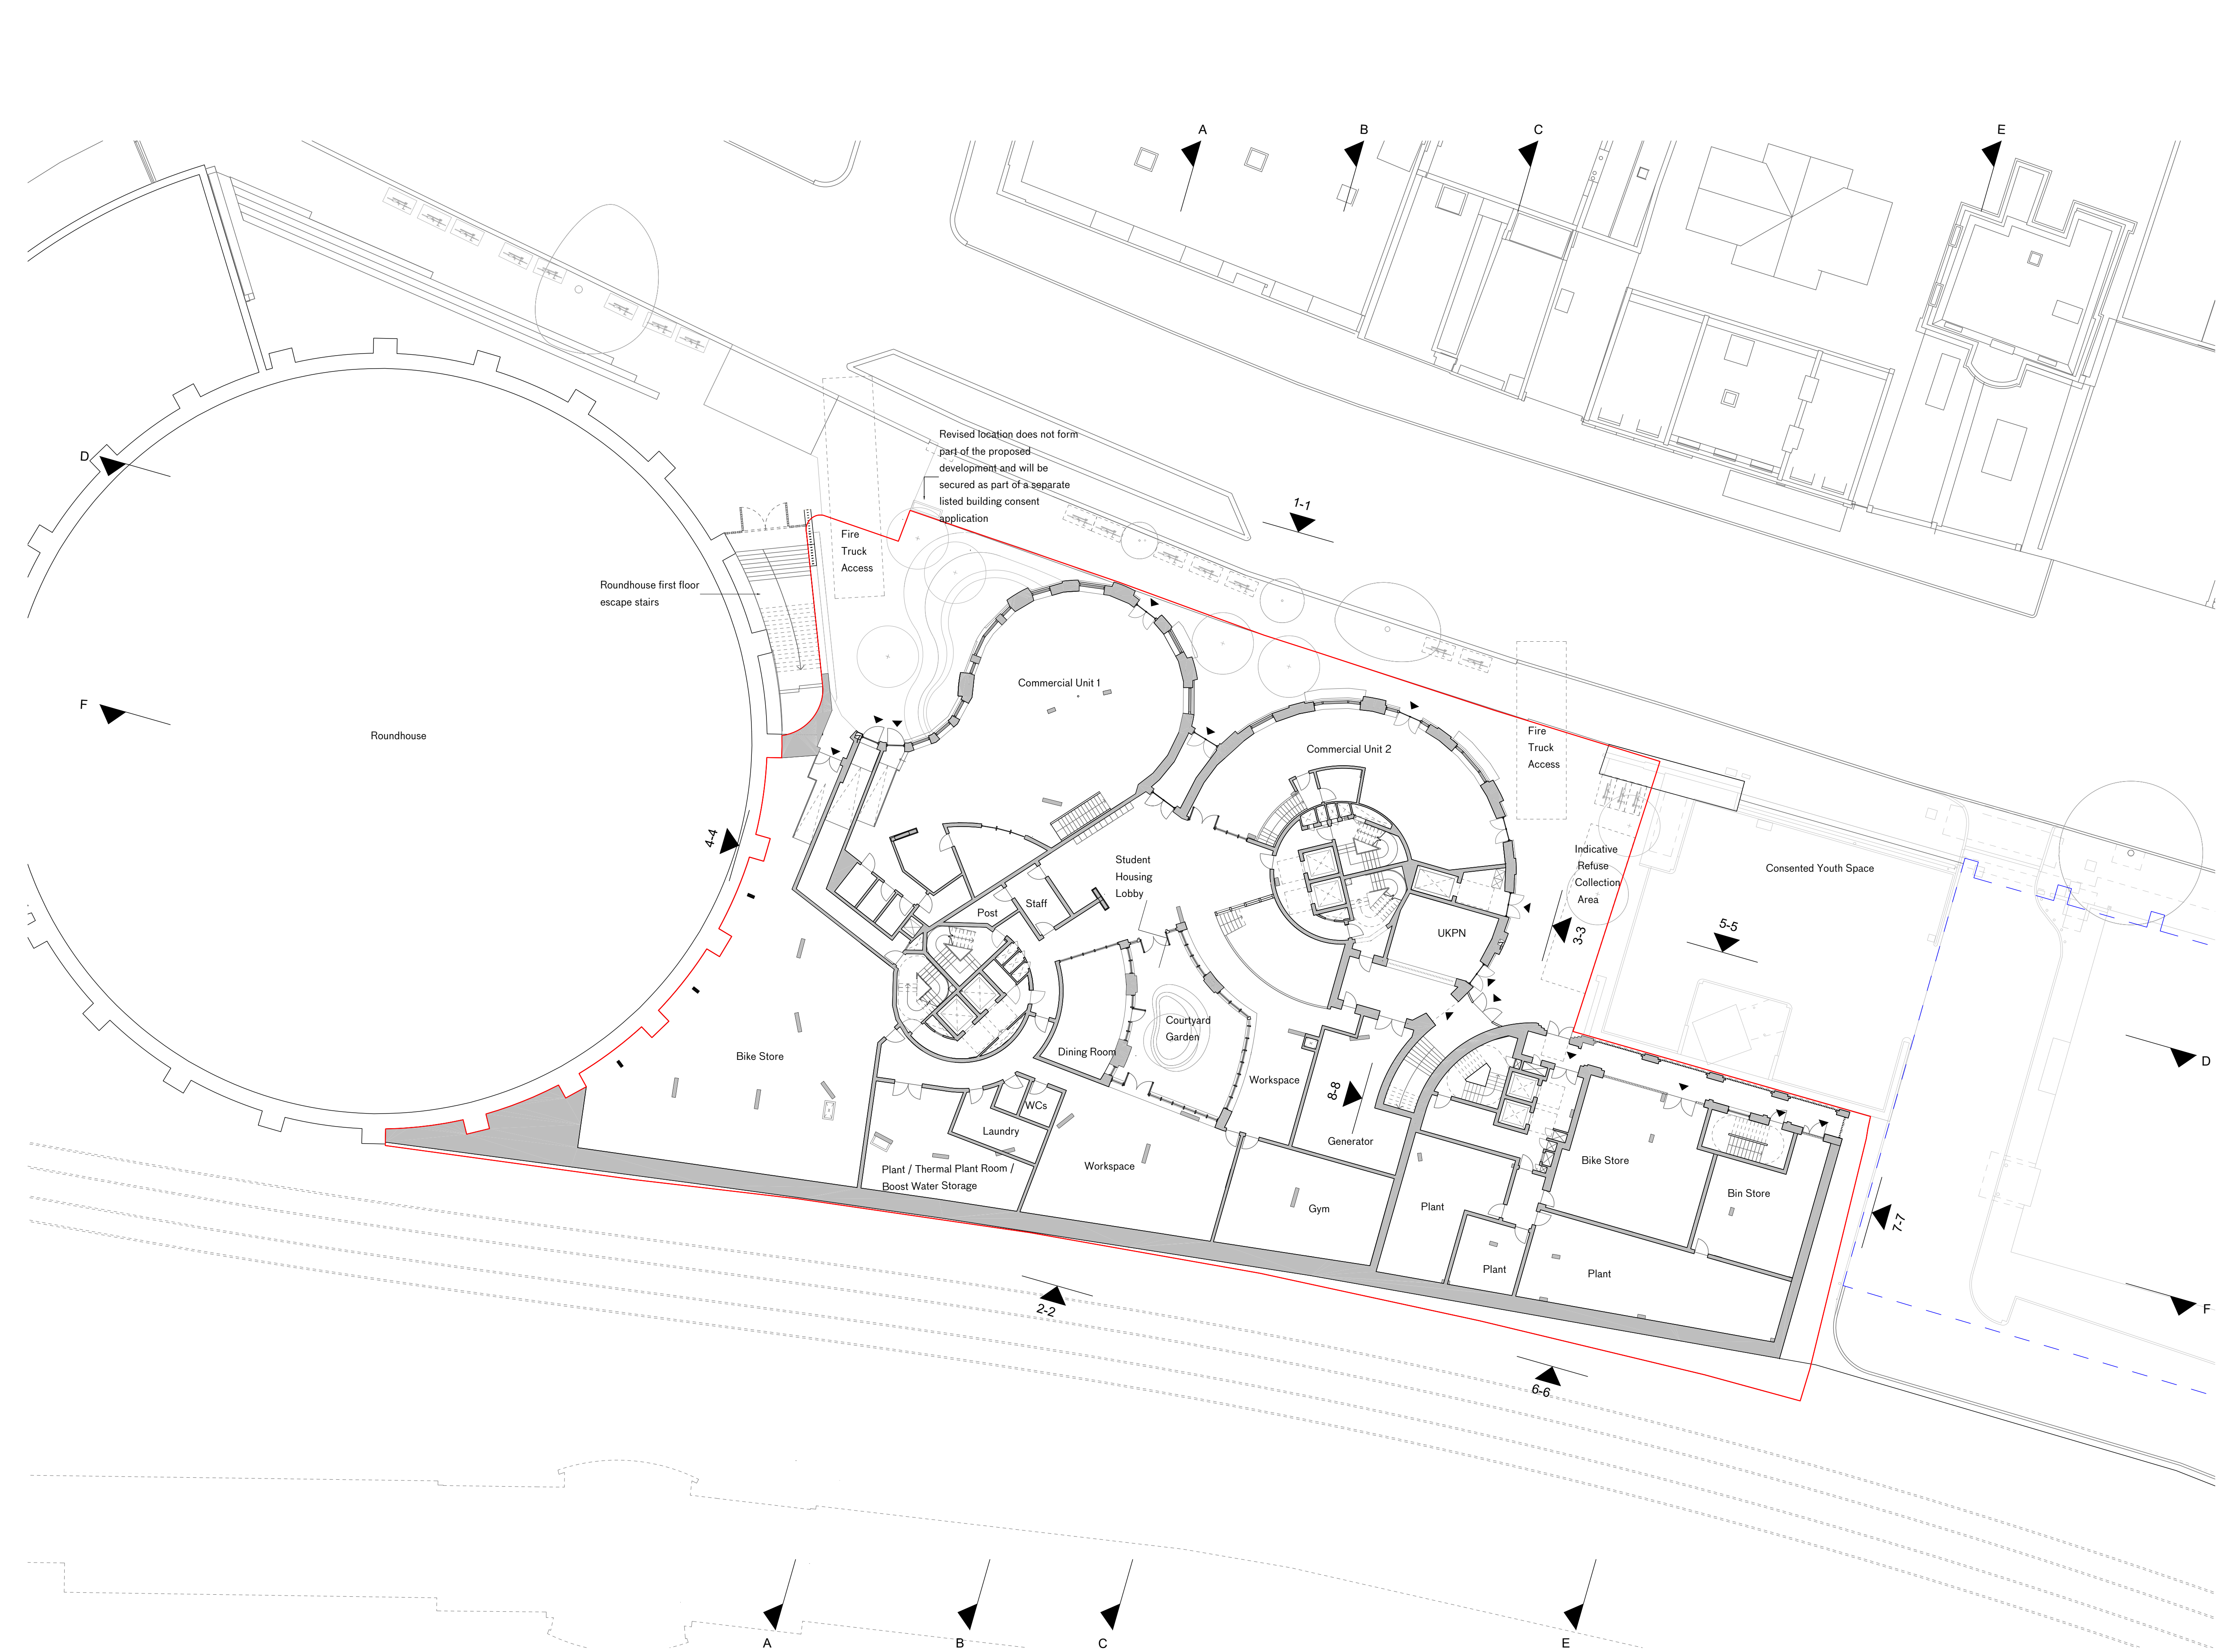 A
B
C
E
D
Revised location does not form
part of the proposed
development and will be
secured as part of a separate
listed building consent
application
1-1
Fire
Truck
Access
Roundhouse first floor
escape stairs
Commercial Unit 1
F
Roundhouse
Commercial Unit 2
Fire
Truck
Access
4-4
Student
Housing
Lobby
Indicative
Refuse
Collection
Area
Consented Youth Space
Post
Staff
UKPN
3-3
5-5
Courtyard
Garden
Dining Room
Bike Store
Workspace
8-8
D
WCs
Laundry
Generator
Plant / Thermal Plant Room /
Boost Water Storage
Workspace
Bike Store
Bin Store
Gym
Plant
7-7
Plant
Plant
2-2
F
6-6
A
B
C
E